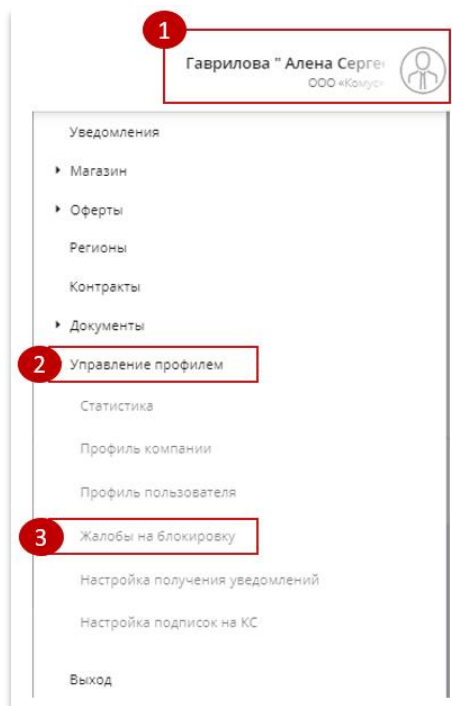 1
Гаврилова " Алена Серге
ООО «Комус
Уведомления
Магазин
Оферты
Регионы
Контракты
Документы
2 Управление профилем
Статистика
Профиль компании
Профиль пользователя
3 Жалобы на блокировку
Настройка получения уведомлений
Настройка подписок на КС
Выход